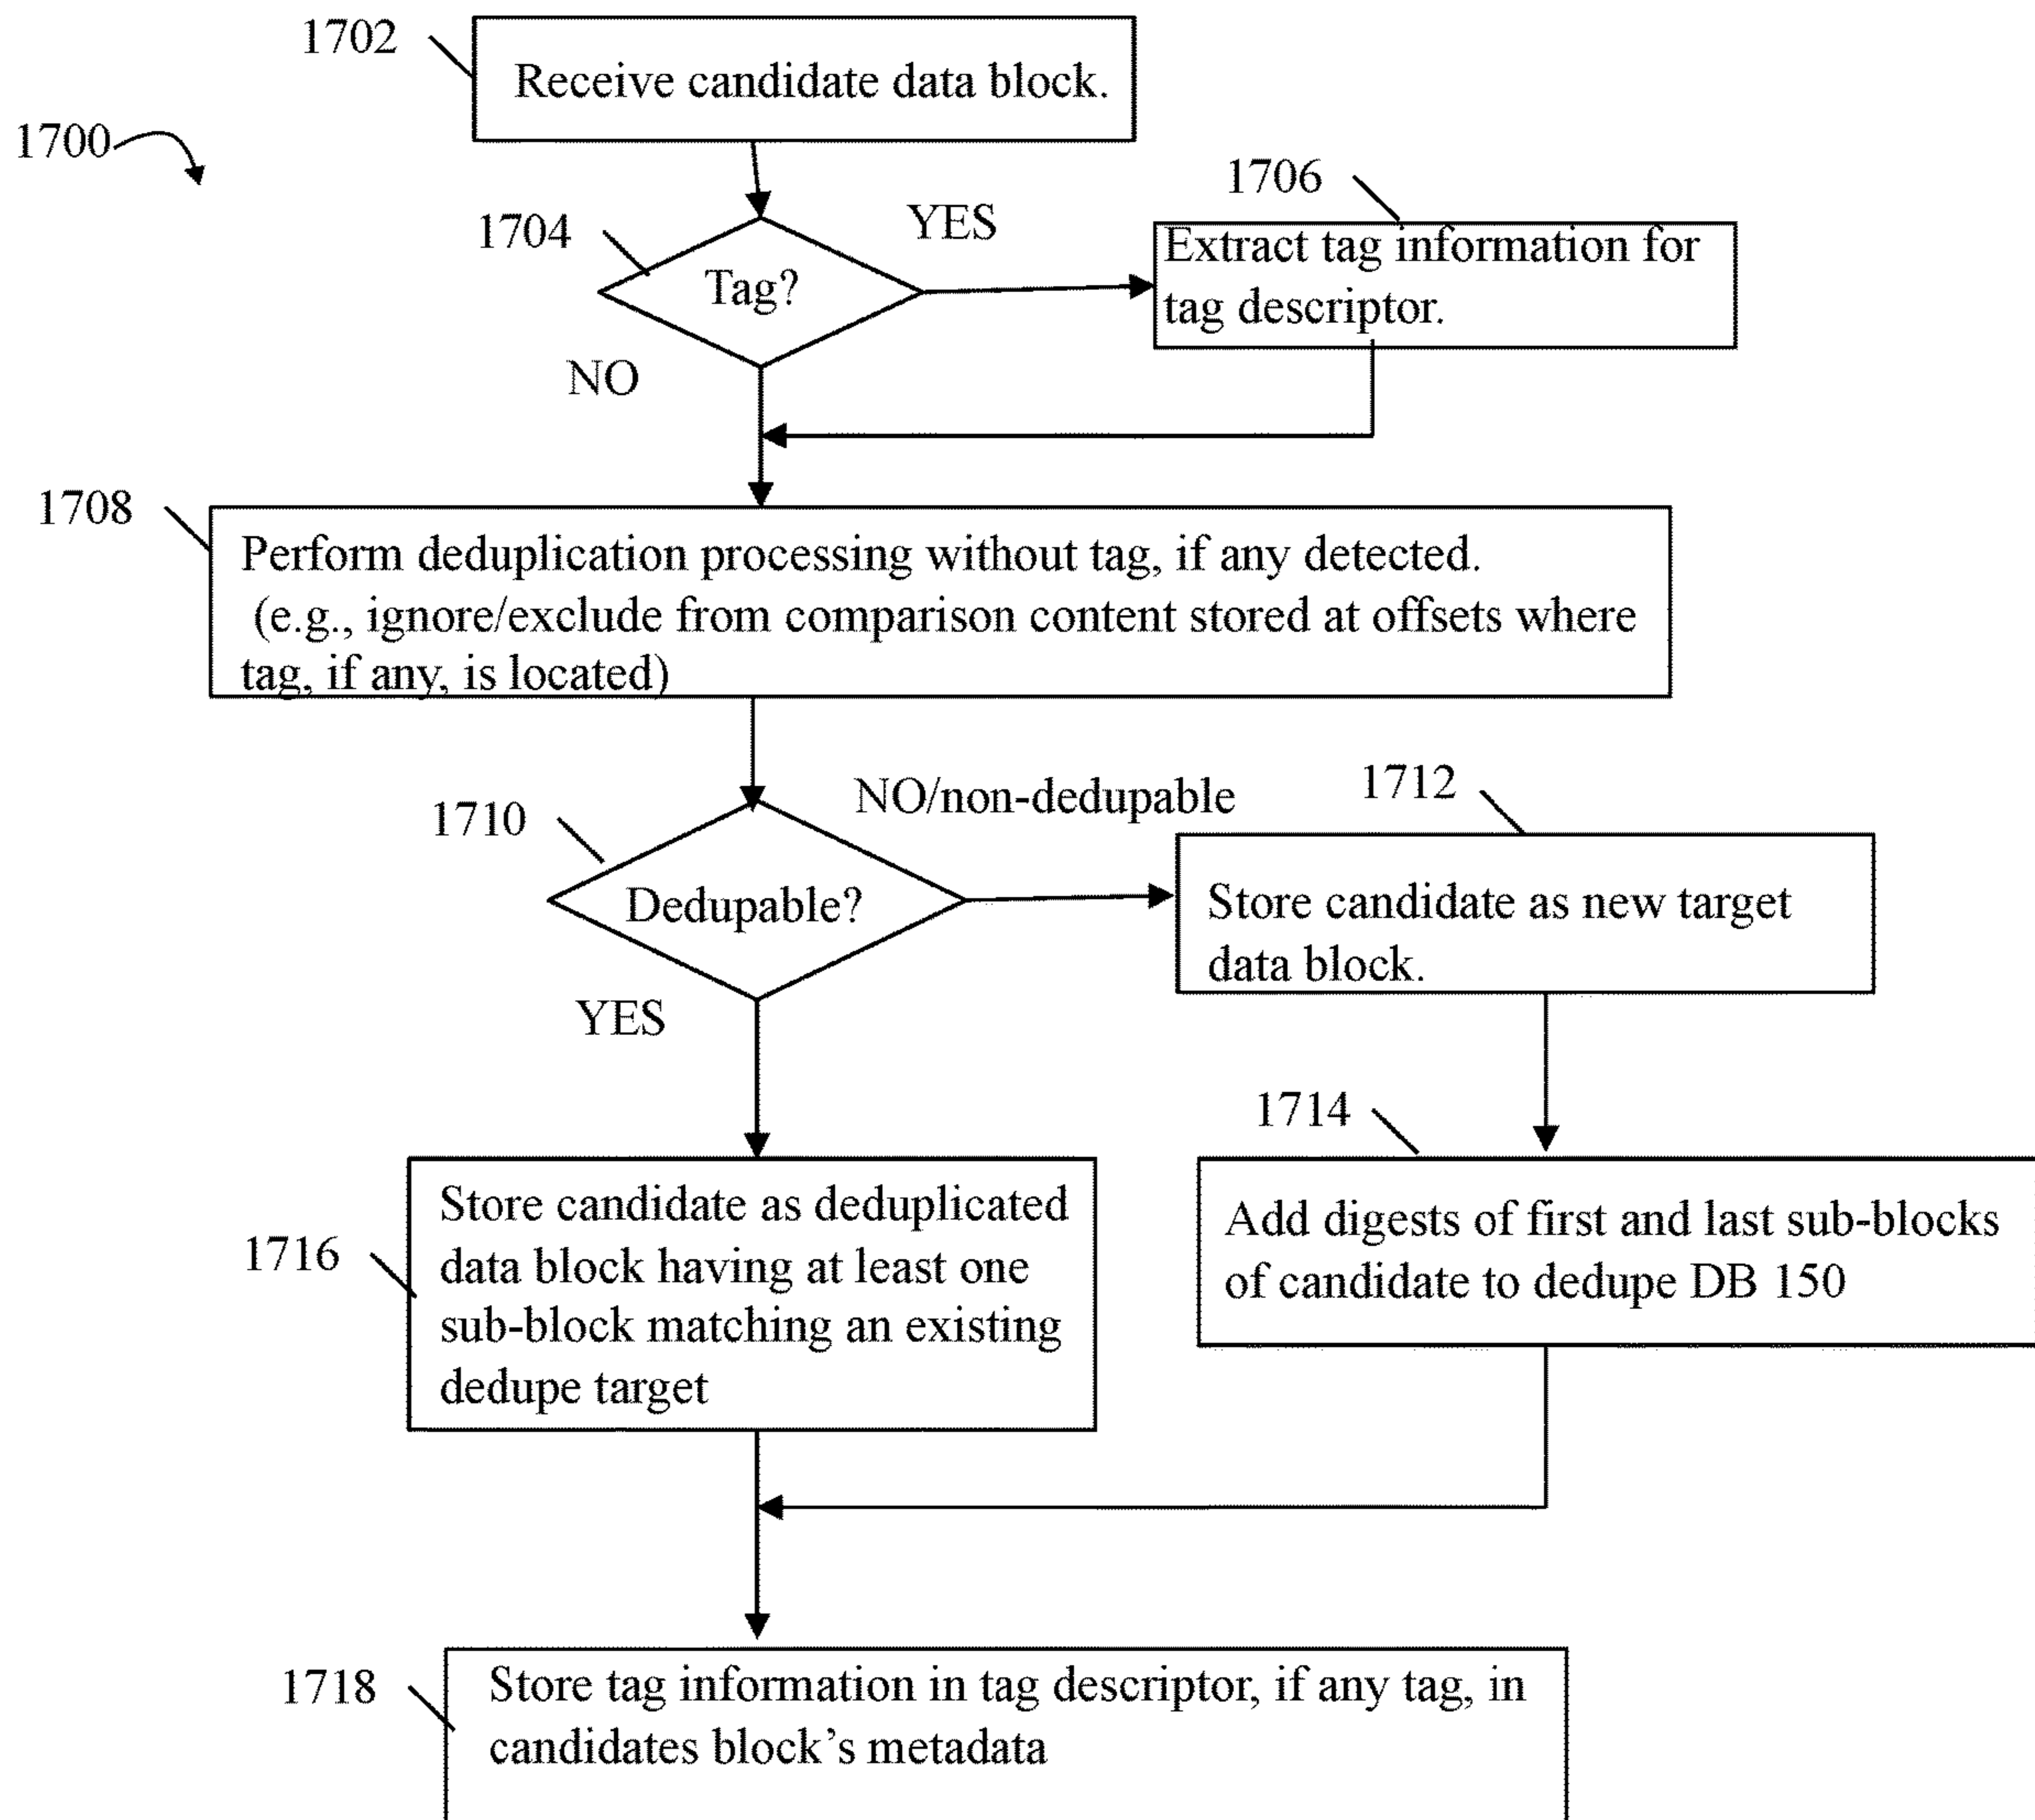 1702
Receive candidate data block.
1700
1706
1704
YES
Tag?
Extract tag information for
tag descriptor.
NO
1708
Perform deduplication processing without tag, if any detected.
(e.g., ignore/exclude from comparison content stored at offsets where
tag, if any, is located)
1710
NO/non-dedupable
1712
Dedupable?
Store candidate as new target
data block.
YES
1714
1716
Store candidate as deduplicated
data block having at least one
sub-block matching an existing
dedupe target
Add digests of first and last sub-blocks
of candidate to dedupe DB 150
1718
Store tag information in tag descriptor, if any tag, in
candidates block’s metadata